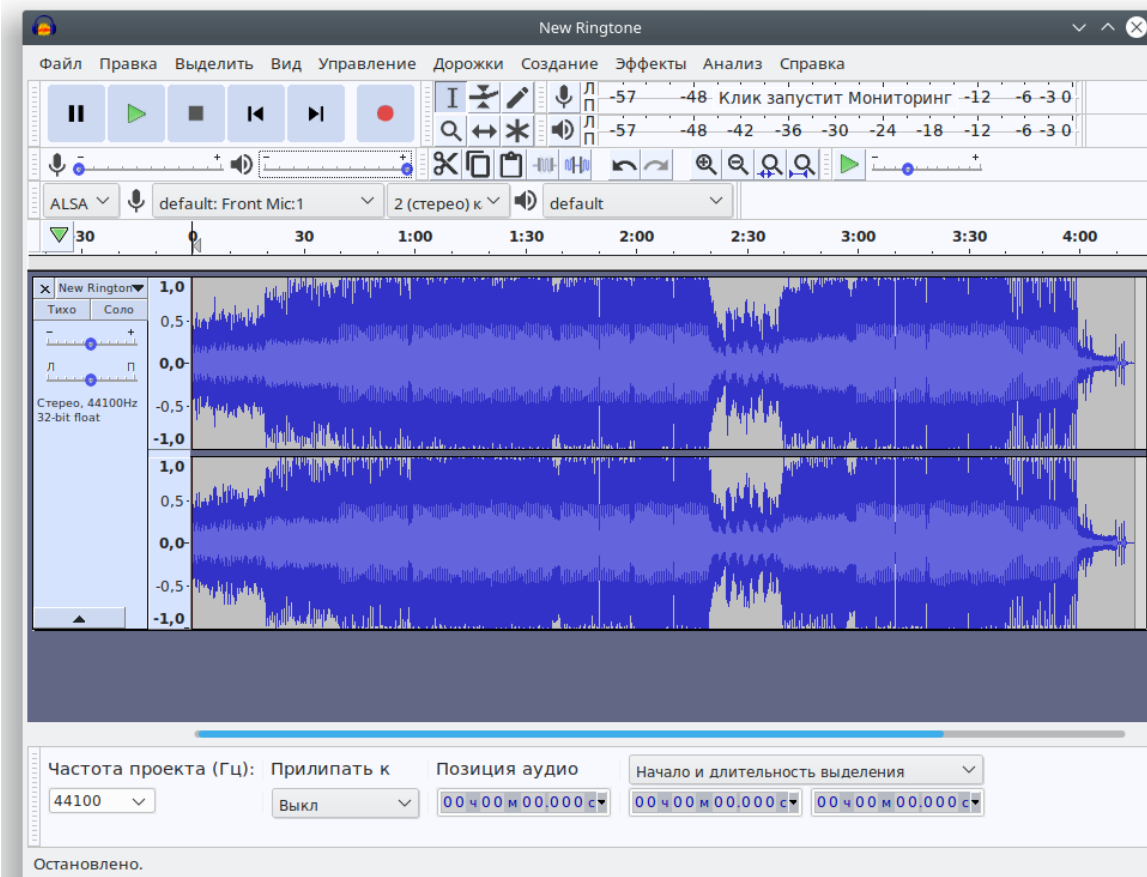 New Ringtone
Файл Правка Выделить Вид Управление Дорожки Создание Эффекты Анализ Справка
Л П -57 -48 Клик запустит Мониторинг -12 -6 -3 0
Л П -57 -48 -42 -36 -30 -24 -18 -12 -6 -3 0
- + - + - +
ALSA default: Front Mic:1 2 (стерео) к default
30 0 30 1:00 1:30 2:00 2:30 3:00 3:30 4:00
New Rington
Тихо Соло
- +
Л П
Стерео, 44100Hz
32-bit float
1,0
0,5
0,0
-0,5
-1,0
1,0
0,5
0,0
-0,5
-1,0
Частота проекта (Гц): Прилипать к Позиция аудио Начало и длительность выделения
44100 Выкл 00 ч 00 м 00.000 с 00 ч 00 м 00.000 с 00 ч 00 м 00.000 с
Остановлено.